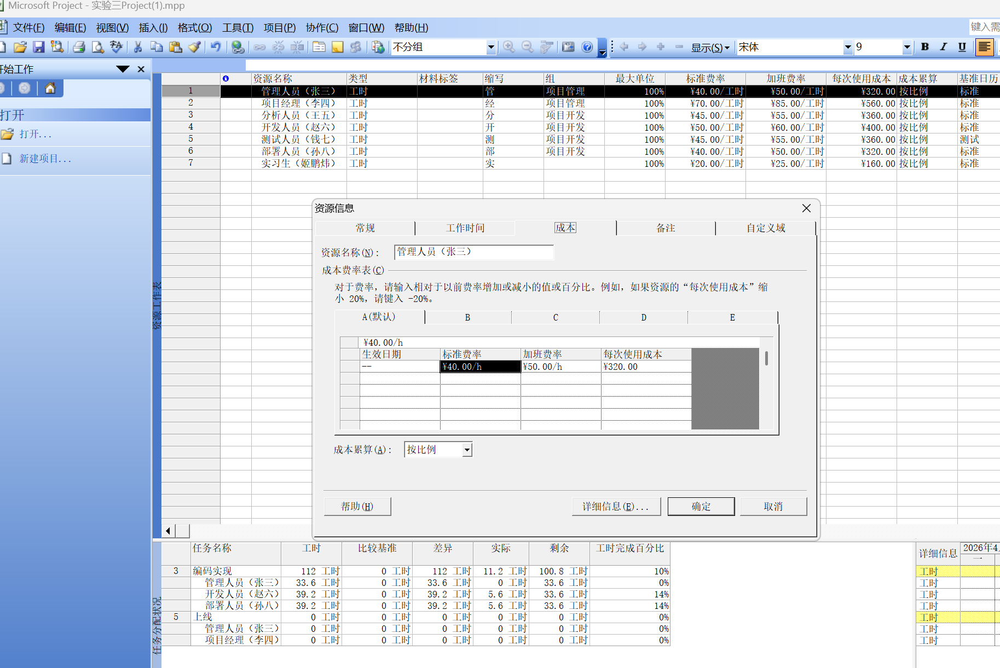 Microsoft Project - 实验三Project(1).mpp
文件(F) 编辑(E) 视图(V) 插入(I) 格式(O) 工具(T) 项目(P) 协作(C) 窗口(W) 帮助(H) 键入需
不分组 显示(S) 宋体 9 B I U
开始工作
打开
打开...
新建项目...
资源工作表
资源名称 类型 材料标签 缩写 组 最大单位 标准费率 加班费率 每次使用成本 成本累算 基准日历
1 管理人员（张三） 工时 管 项目管理 100% ¥40.00/工时 ¥50.00/工时 ¥320.00 按比例 标准
2 项目经理（李四） 工时 经 项目管理 100% ¥70.00/工时 ¥85.00/工时 ¥560.00 按比例 标准
3 分析人员（王五） 工时 分 项目开发 100% ¥45.00/工时 ¥55.00/工时 ¥360.00 按比例 标准
4 开发人员（赵六） 工时 开 项目开发 100% ¥50.00/工时 ¥60.00/工时 ¥400.00 按比例 标准
5 测试人员（钱七） 工时 测 项目开发 100% ¥45.00/工时 ¥55.00/工时 ¥360.00 按比例 测试
6 部署人员（孙八） 工时 部 项目开发 100% ¥40.00/工时 ¥50.00/工时 ¥320.00 按比例 标准
7 实习生（姬鹏炜） 工时 实 100% ¥20.00/工时 ¥25.00/工时 ¥160.00 按比例 标准
资源信息
常规 工作时间 成本 备注 自定义域
资源名称(N): 管理人员（张三）
成本费率表(C)
对于费率，请输入相对于以前费率增加或减小的值或百分比。例如，如果资源的“每次使用成本”缩
小 20%，请键入 -20%。
A(默认) B C D E
¥40.00/h
生效日期 标准费率 加班费率 每次使用成本
-- ¥40.00/h ¥50.00/h ¥320.00
成本累算(A): 按比例
帮助(H) 详细信息(E)... 确定 取消
任务分配状况
任务名称 工时 比较基准 差异 实际 剩余 工时完成百分比 详细信息 2026年4
一
3 编码实现 112 工时 0 工时 112 工时 11.2 工时 100.8 工时 10% 工时
管理人员（张三） 33.6 工时 0 工时 33.6 工时 0 工时 33.6 工时 0% 工时
开发人员（赵六） 39.2 工时 0 工时 39.2 工时 5.6 工时 33.6 工时 14% 工时
部署人员（孙八） 39.2 工时 0 工时 39.2 工时 5.6 工时 33.6 工时 14% 工时
5 上线 0 工时 0 工时 0 工时 0 工时 0 工时 0% 工时
管理人员（张三） 0 工时 0 工时 0 工时 0 工时 0 工时 0% 工时
项目经理（李四） 0 工时 0 工时 0 工时 0 工时 0 工时 0% 工时